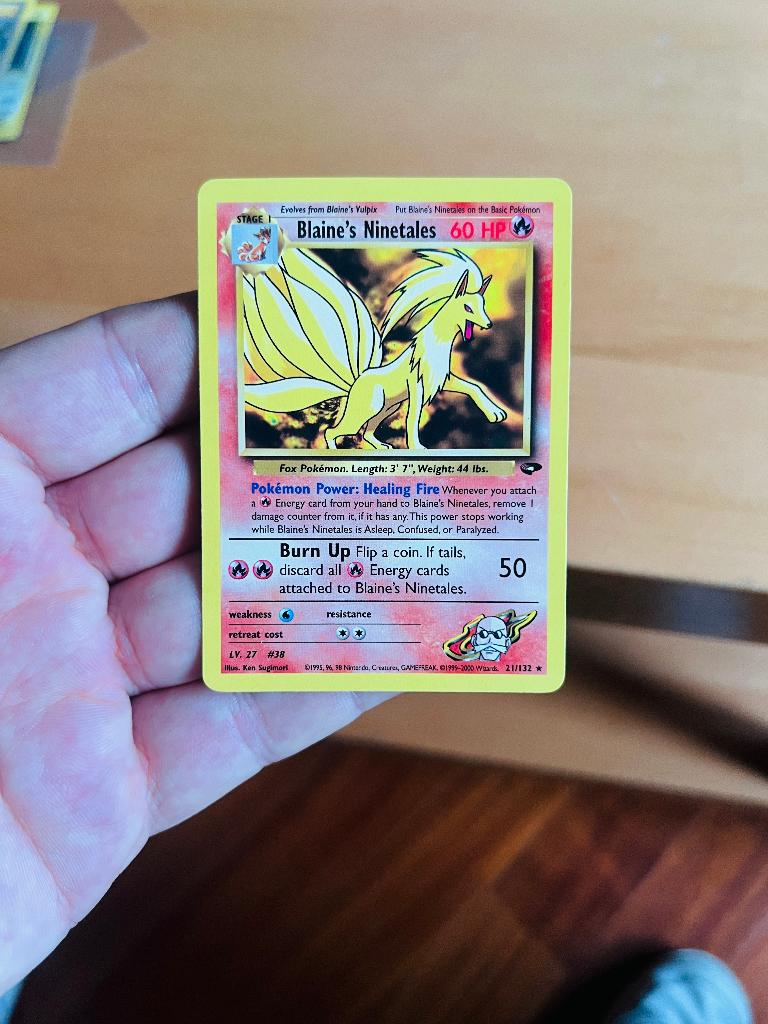 Evolves from Blaine's Vulpix Put Blaine's Ninetales on the Basic Pokémon
STAGE 1
Blaine's Ninetales 60 HP
Fox Pokémon. Length: 3' 7", Weight: 44 lbs.
Pokémon Power: Healing Fire Whenever you attach
a Energy card from your hand to Blaine's Ninetales, remove 1
damage counter from it, if it has any. This power stops working
while Blaine's Ninetales is Asleep, Confused, or Paralyzed.
Burn Up Flip a coin. If tails,
discard all Energy cards
attached to Blaine's Ninetales.
50
weakness resistance
retreat cost
LV. 27 #38
Illus. Ken Sugimori ©1995, 96, 98 Nintendo, Creatures, GAMEFREAK. ©1999-2000 Wizards. 21/132 ★